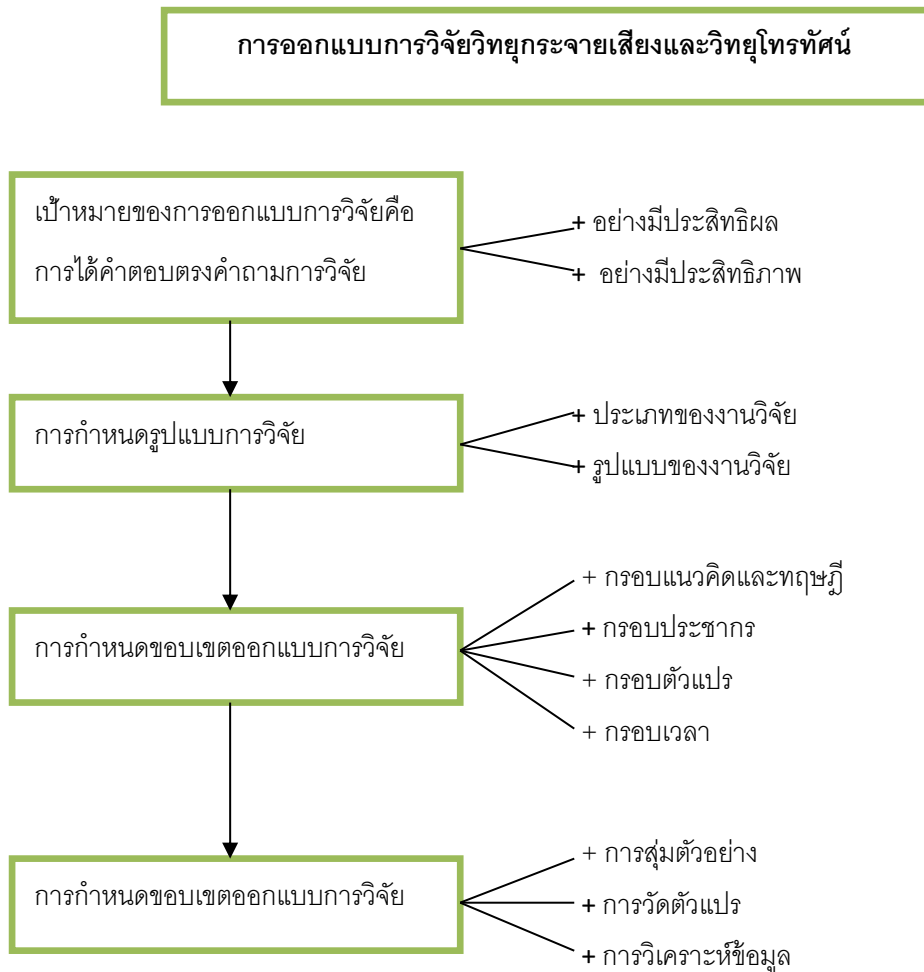 การออกแบบการวิจัยวิทยุกระจายเสียงและวิทยุโทรทัศน์
เป้าหมายของการออกแบบการวิจัยคือ
การได้คำตอบตรงคำถามการวิจัย
+ อย่างมีประสิทธิผล
+ อย่างมีประสิทธิภาพ
การกำหนดรูปแบบการวิจัย
+ ประเภทของงานวิจัย
+ รูปแบบของงานวิจัย
การกำหนดขอบเขตออกแบบการวิจัย
+ กรอบแนวคิดและทฤษฎี
+ กรอบประชากร
+ กรอบตัวแปร
+ กรอบเวลา
การกำหนดขอบเขตออกแบบการวิจัย
+ การสุ่มตัวอย่าง
+ การวัดตัวแปร
+ การวิเคราะห์ข้อมูล